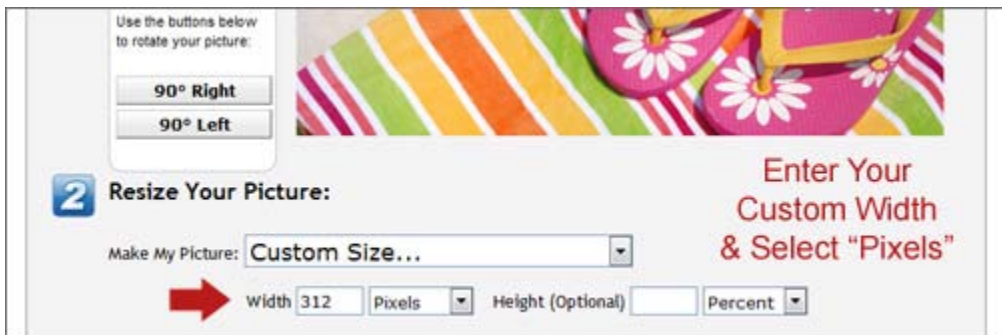 Use the buttons below
to rotate your picture:
90° Right
90° Left
2 Resize Your Picture:
Enter Your
Custom Width
& Select “Pixels”
Make My Picture: Custom Size...
Width 312 Pixels Height (Optional) Percent